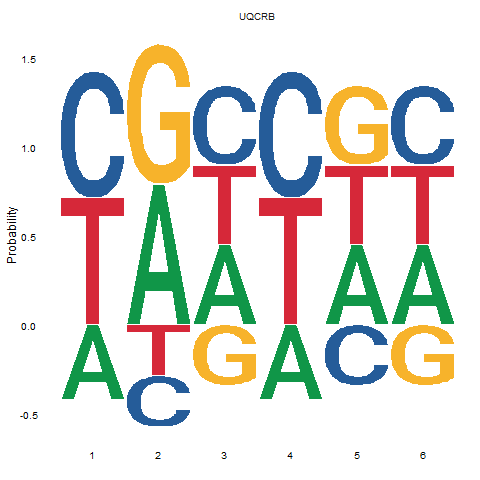 UQCRB
Probability
1.5
1.0
0.5
0.0
-0.5
C G C C G C
T A T T T T
A T A A A A
C G C G
1 2 3 4 5 6